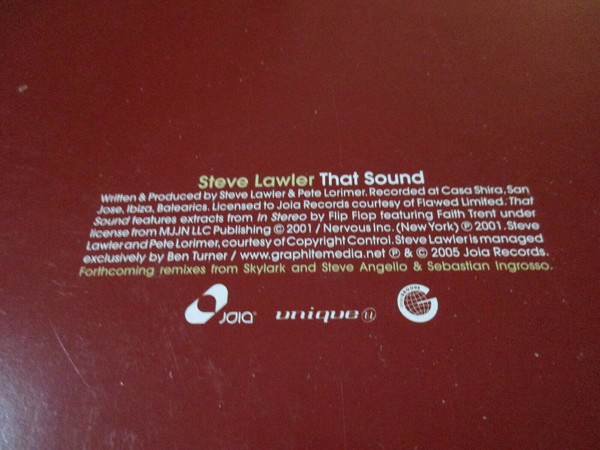 Steve Lawler That Sound
Written & Produced by Steve Lawler & Pete Lorimer. Recorded at Casa Shira, San
Jose, Ibiza, Balearics. Licensed to Joia Records courtesy of Flawed Limited. That
Sound features extracts from In Stereo by Flip Flop featuring Faith Trent under
license from MJJN LLC Publishing © 2001 / Nervous Inc. (New York) ℗ 2001. Steve
Lawler and Pete Lorimer, courtesy of Copyright Control. Steve Lawler is managed
exclusively by Ben Turner / www.graphitemedia.net ℗ & © 2005 Joia Records.
Forthcoming remixes from Skylark and Steve Angello & Sebastian Ingrosso.
JOIA® unique u